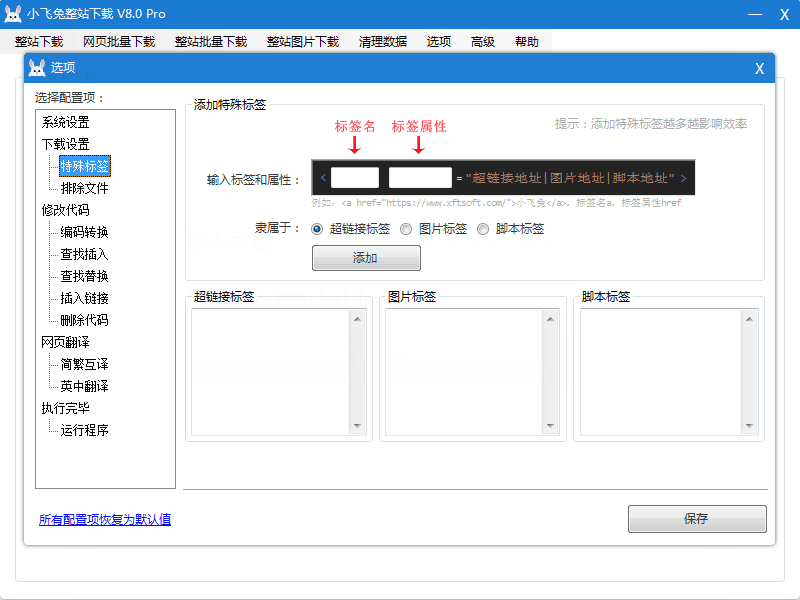 小飞兔整站下载 V8.0 Pro
整站下载 网页批量下载 整站批量下载 整站图片下载 清理数据 选项 高级 帮助
选项
X
选择配置项：
系统设置
下载设置
特殊标签
排除文件
修改代码
编码转换
查找插入
查找替换
插入链接
删除代码
网页翻译
简繁互译
英中翻译
执行完毕
运行程序
所有配置项恢复为默认值
添加特殊标签
提示：添加特殊标签越多越影响效率
标签名 标签属性
输入标签和属性： < = "超链接地址|图片地址|脚本地址" >
例如：<a href="https://www.xftsoft.com/">小飞兔</a>。标签名a。标签属性href
隶属于： 超链接标签 图片标签 脚本标签
添加
超链接标签 图片标签 脚本标签
保存